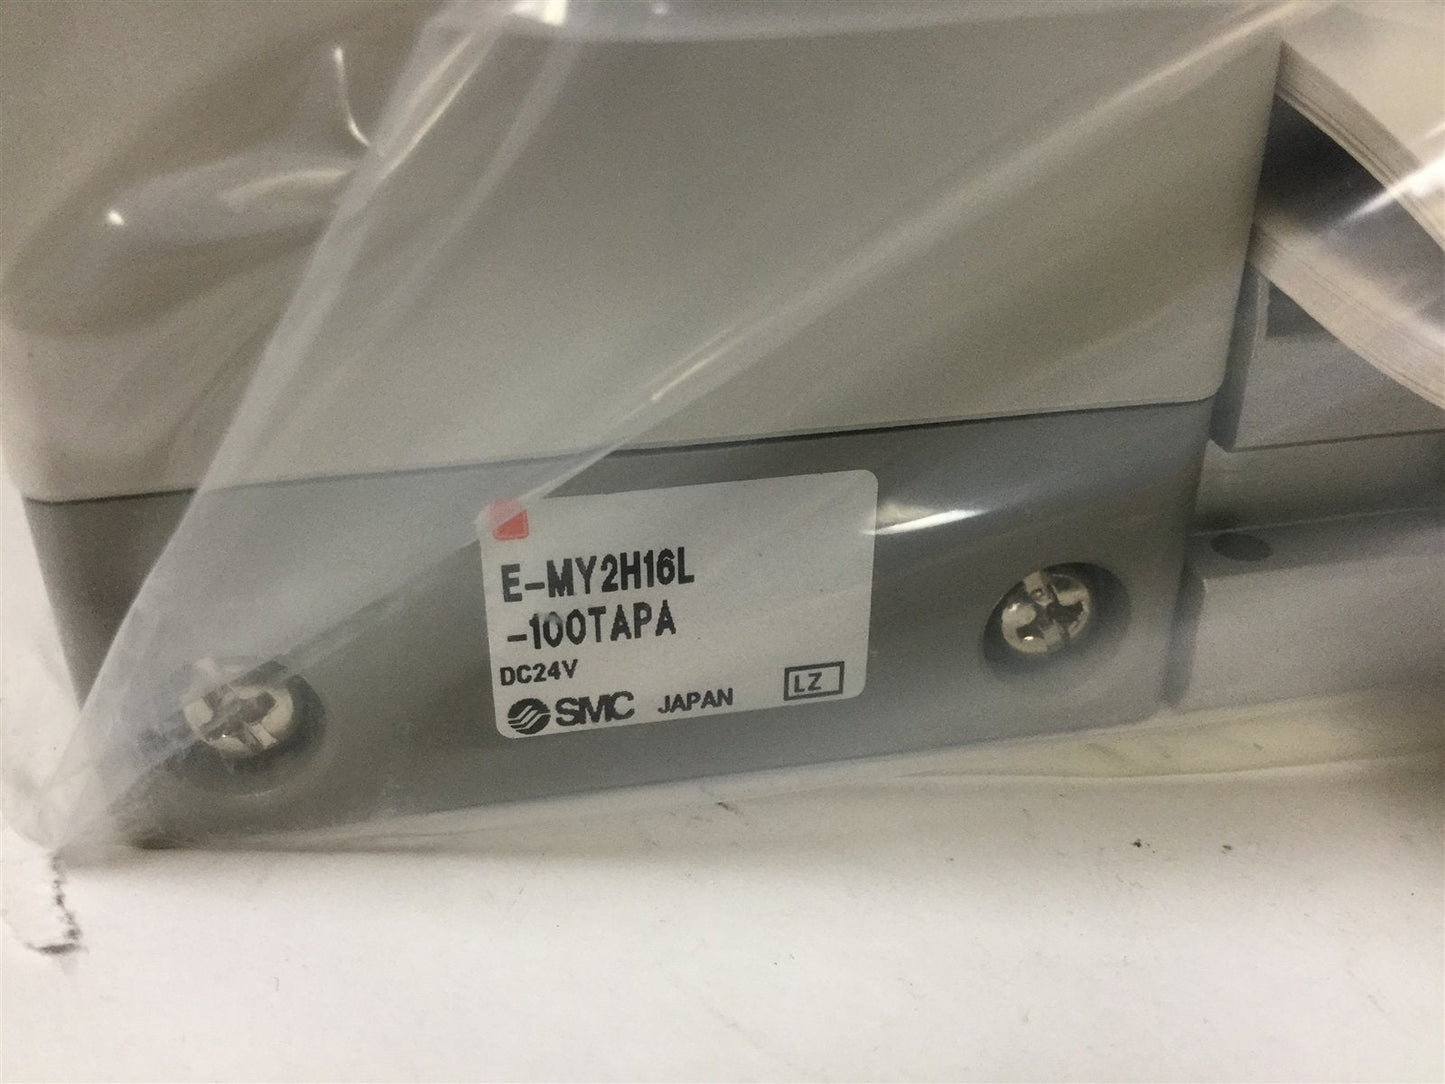 E-MY2H16L
-100TAPA
DC24V
SMC JAPAN LZ